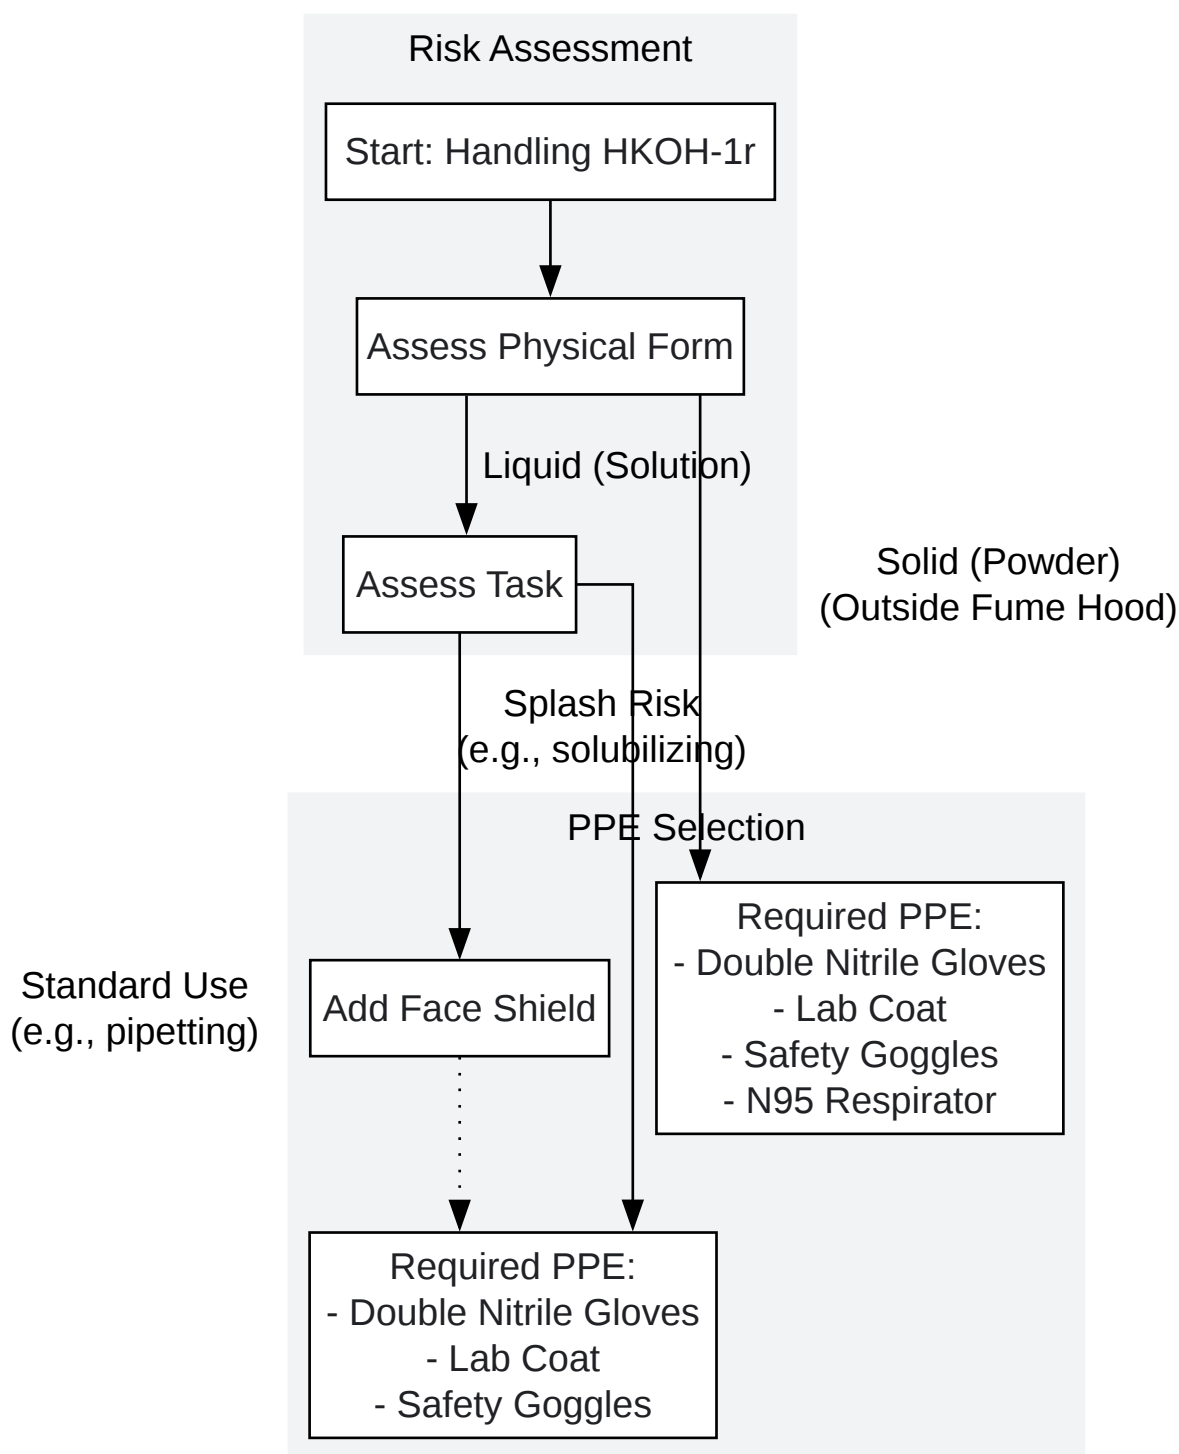 Risk Assessment
Start: Handling HKOH-1r
Assess Physical Form
Liquid (Solution)
Assess Task
Solid (Powder)
(Outside Fume Hood)
Splash Risk
(e.g., solubilizing)
PPE Selection
Required PPE:
- Double Nitrile Gloves
- Lab Coat
- Safety Goggles
- N95 Respirator
Standard Use
(e.g., pipetting)
Add Face Shield
Required PPE:
- Double Nitrile Gloves
- Lab Coat
- Safety Goggles